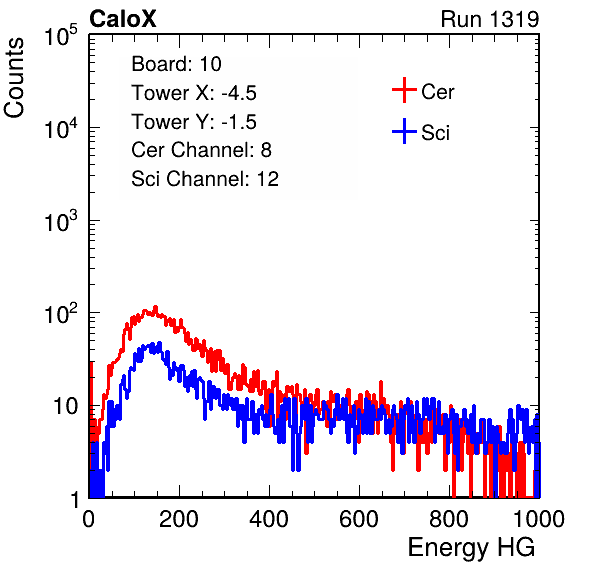 CaloX Run 1319
Counts
Board: 10
Tower X: -4.5
Tower Y: -1.5
Cer Channel: 8
Sci Channel: 12
Cer
Sci
10^5
10^4
10^3
10^2
10
1
0 200 400 600 800 1000
Energy HG